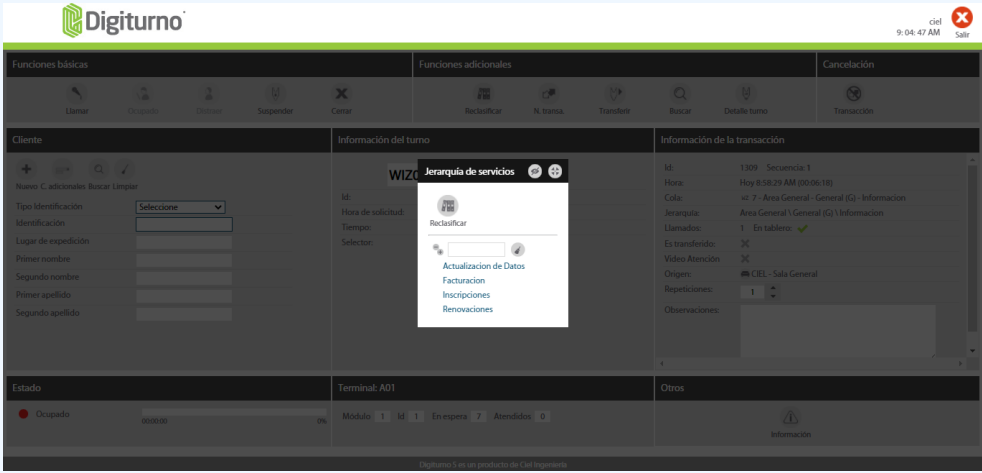 Digiturno
ciel
9: 04: 47 AM
Salir
Funciones básicas
Funciones adicionales
Cancelación
Llamar
Ocupado
Suspender
Cerrar
Reclasificar
N. transa.
Transferir
Buscar
Detalle turno
Transacción
Cliente
Nuevo C. adicionales Buscar Limpiar
Tipo Identificación Seleccione
Identificación
Lugar de expedición
Primer nombre
Segundo nombre
Primer apellido
Segundo apellido
Información del turno
Id:
Hora de solicitud:
Tiempo:
Selector:
Jerarquía de servicios
Reclasificar
Actualizacion de Datos
Facturacion
Inscripciones
Renovaciones
Información de la transacción
Id: 1309 Secuencia 1
Hora: Hoy 8:58:29 AM (00:06:18)
Cola: 7 - Area General - General (G) - Informacion
Jerarquía: Area General \ General (G) \ Informacion
Llamados: 1 En tablero:
Es transferido:
Video Atención
Origen: CIEL - Sala General
Repeticiones: 1
Observaciones:
Estado
Ocupado
00:00:00 0%
Terminal: A01
Módulo 1 Id 1 En espera 7 Atendidos 0
Otros
Información
Digiturno 5 es un producto de Ciel Ingeniería